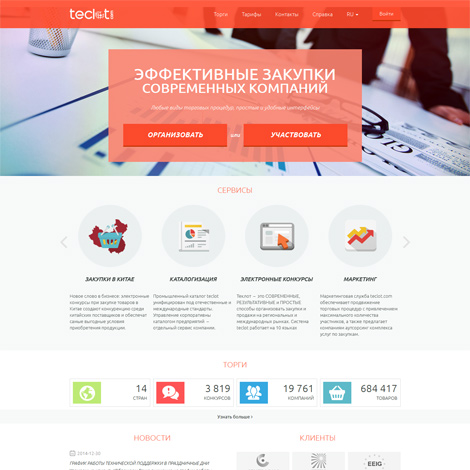 teclot
Торги Тарифы Контакты Справка RU Войти
ЭФФЕКТИВНЫЕ ЗАКУПКИ
СОВРЕМЕННЫХ КОМПАНИЙ
Любые виды торговых процедур, простые и удобный интерфейс
ОРГАНИЗОВАТЬ или УЧАСТВОВАТЬ
СЕРВИСЫ
ЗАКУПКИ В КИТАЕ
Новое слово в бизнесе: электронные
конкурсы при закупке товаров в
Китае создают конкуренцию среди
китайских поставщиков и обеспечат
самые выгодные условия
приобретения продукции.
КАТАЛОГИЗАЦИЯ
Промышленный каталог teclot
унифицирован под отечественные и
международные стандарты.
Управление корпоративны
каталогом предприятий –
отдельный сервис компании.
ЭЛЕКТРОННЫЕ КОНКУРСЫ
Теклот – это СОВРЕМЕННЫЕ,
РЕЗУЛЬТАТИВНЫЕ и ПРОСТЫЕ
способы организовать закупки и
продажи на региональных и
международных рынках. Система
teclot работает на 10 языках
МАРКЕТИНГ
Маркетинговая служба teclot.com
обеспечивает продвижение
торговых процедур с привлечением
максимального количества
участников, а также предлагает
компаниям аутсорсинг комплекса
услуг по закупкам.
ТОРГИ
14
СТРАН
3 819
КОНКУРСОВ
19 761
КОМПАНИЙ
684 417
ТОВАРОВ
Узнать больше
НОВОСТИ
2014-12-30
ГРАФИК РАБОТЫ ТЕХНИЧЕСКОЙ ПОДДЕРЖКИ В ПРАЗДНИЧНЫЕ ДНИ
КЛИЕНТЫ
EEIG